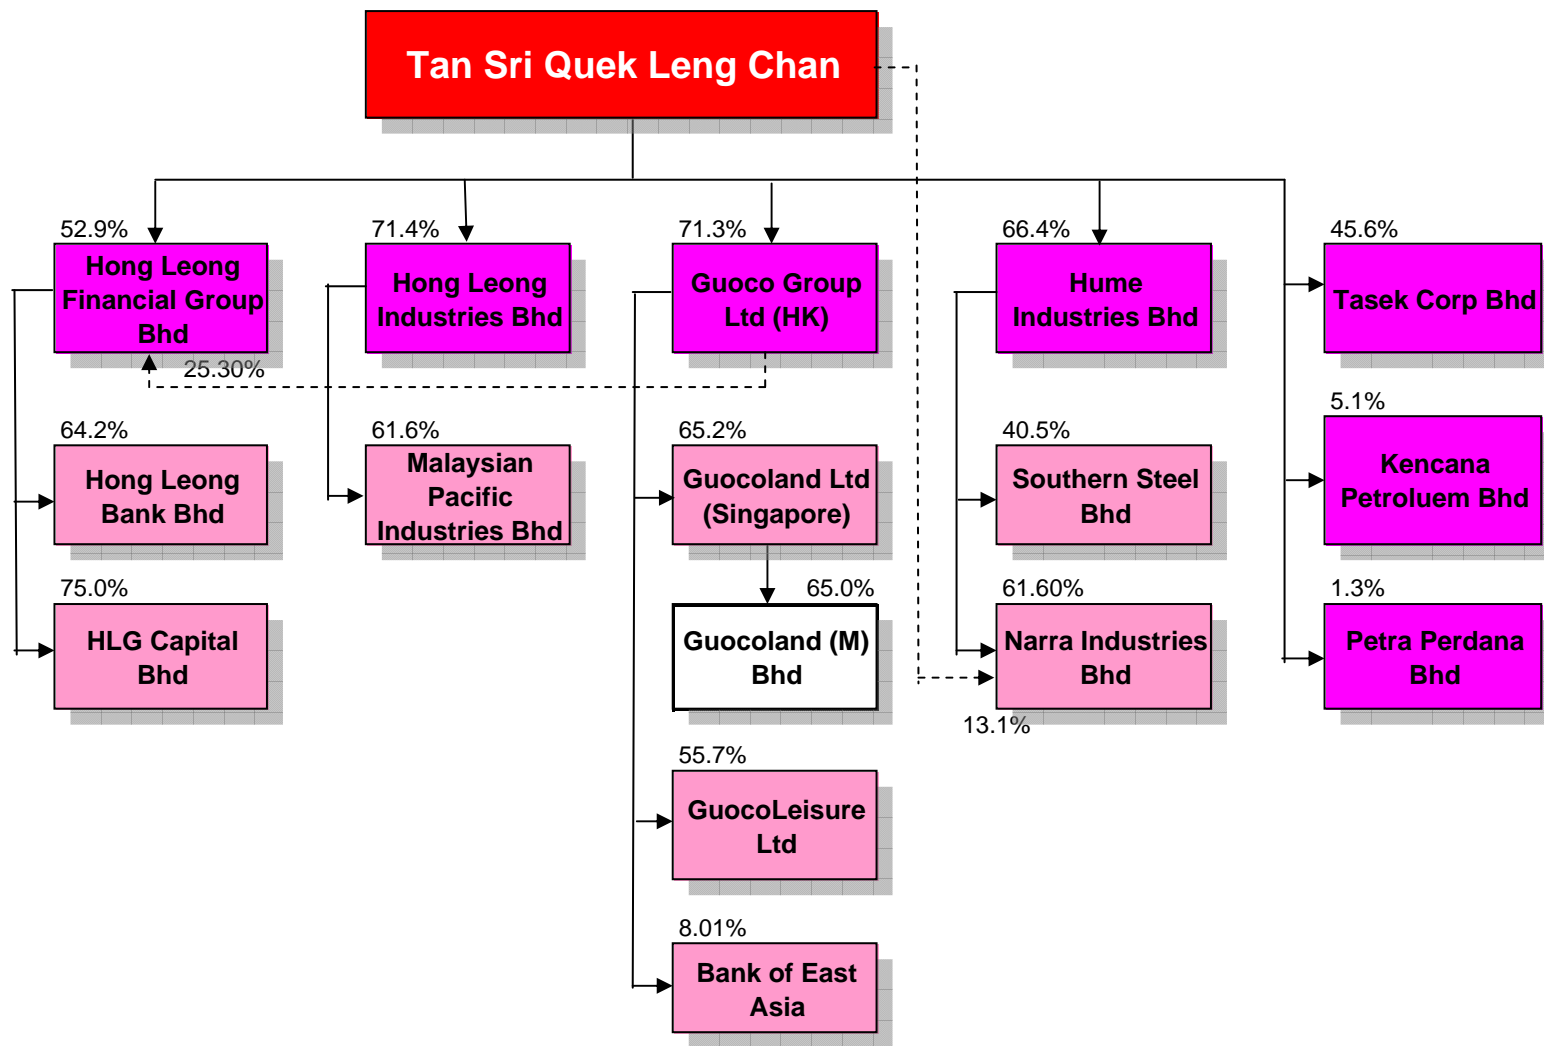 Tan Sri Quek Leng Chan
52.9%
71.4%
71.3%
66.4%
45.6%
Hong Leong
Financial Group
Bhd
Hong Leong
Industries Bhd
Guoco Group
Ltd (HK)
Hume
Industries Bhd
Tasek Corp Bhd
25.30%
64.2%
61.6%
65.2%
40.5%
5.1%
Hong Leong
Bank Bhd
Malaysian
Pacific
Industries Bhd
Guocoland Ltd
(Singapore)
Southern Steel
Bhd
Kencana
Petroluem Bhd
75.0%
65.0%
61.60%
1.3%
HLG Capital
Bhd
Guocoland (M)
Bhd
Narra Industries
Bhd
Petra Perdana
Bhd
13.1%
55.7%
GuocoLeisure
Ltd
8.01%
Bank of East
Asia